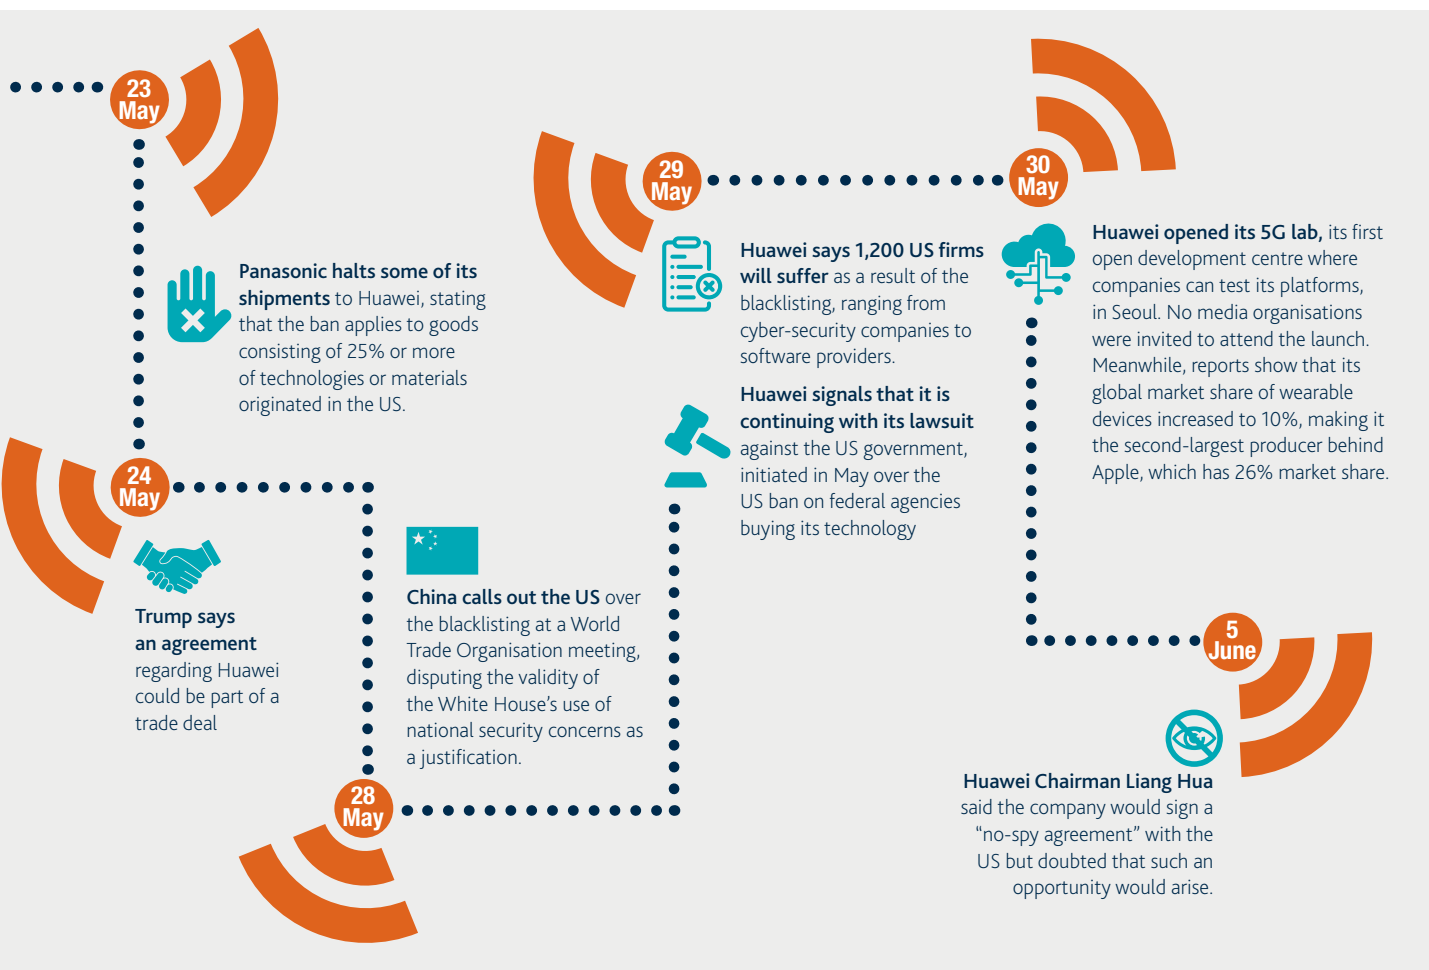 23
May
Panasonic halts some of its
shipments to Huawei, stating
that the ban applies to goods
consisting of 25% or more
of technologies or materials
originated in the US.
24
May
Trump says
an agreement
regarding Huawei
could be part of a
trade deal
28
May
China calls out the US over
the blacklisting at a World
Trade Organisation meeting,
disputing the validity of
the White House’s use of
national security concerns as
a justification.
29
May
Huawei says 1,200 US firms
will suffer as a result of the
blacklisting, ranging from
cyber-security companies to
software providers.
Huawei signals that it is
continuing with its lawsuit
against the US government,
initiated in May over the
US ban on federal agencies
buying its technology
30
May
Huawei opened its 5G lab, its first
open development centre where
companies can test its platforms,
in Seoul. No media organisations
were invited to attend the launch.
Meanwhile, reports show that its
global market share of wearable
devices increased to 10%, making it
the second-largest producer behind
Apple, which has 26% market share.
5
June
Huawei Chairman Liang Hua
said the company would sign a
“no-spy agreement” with the
US but doubted that such an
opportunity would arise.